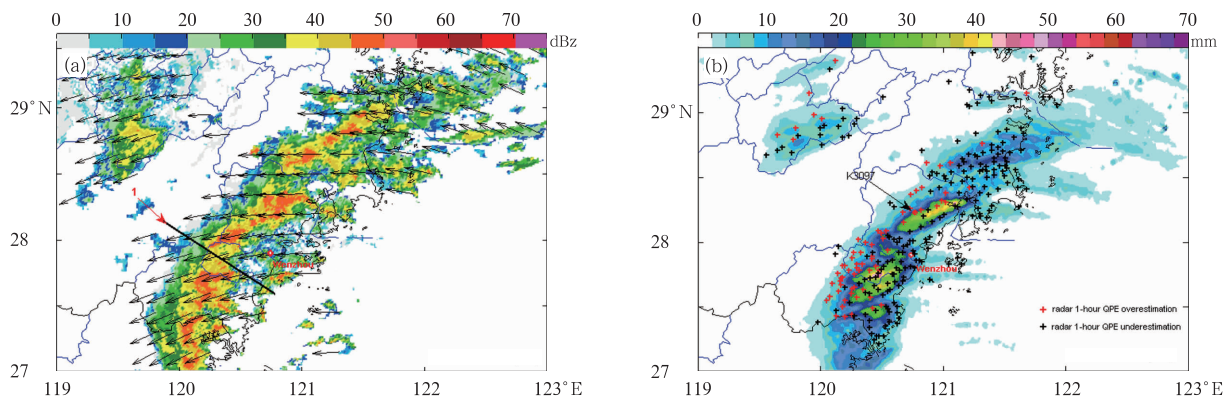 0 10 20 30 40 50 60 70
dBz
(a)
29°N
28
27
119 120 121 122 123°E
1
Wenzhou
0 10 20 30 40 50 60 70
mm
(b)
29°N
28
27
119 120 121 122 123°E
K3097
Wenzhou
+ radar 1-hour QPE overestimation
+ radar 1-hour QPE underestimation